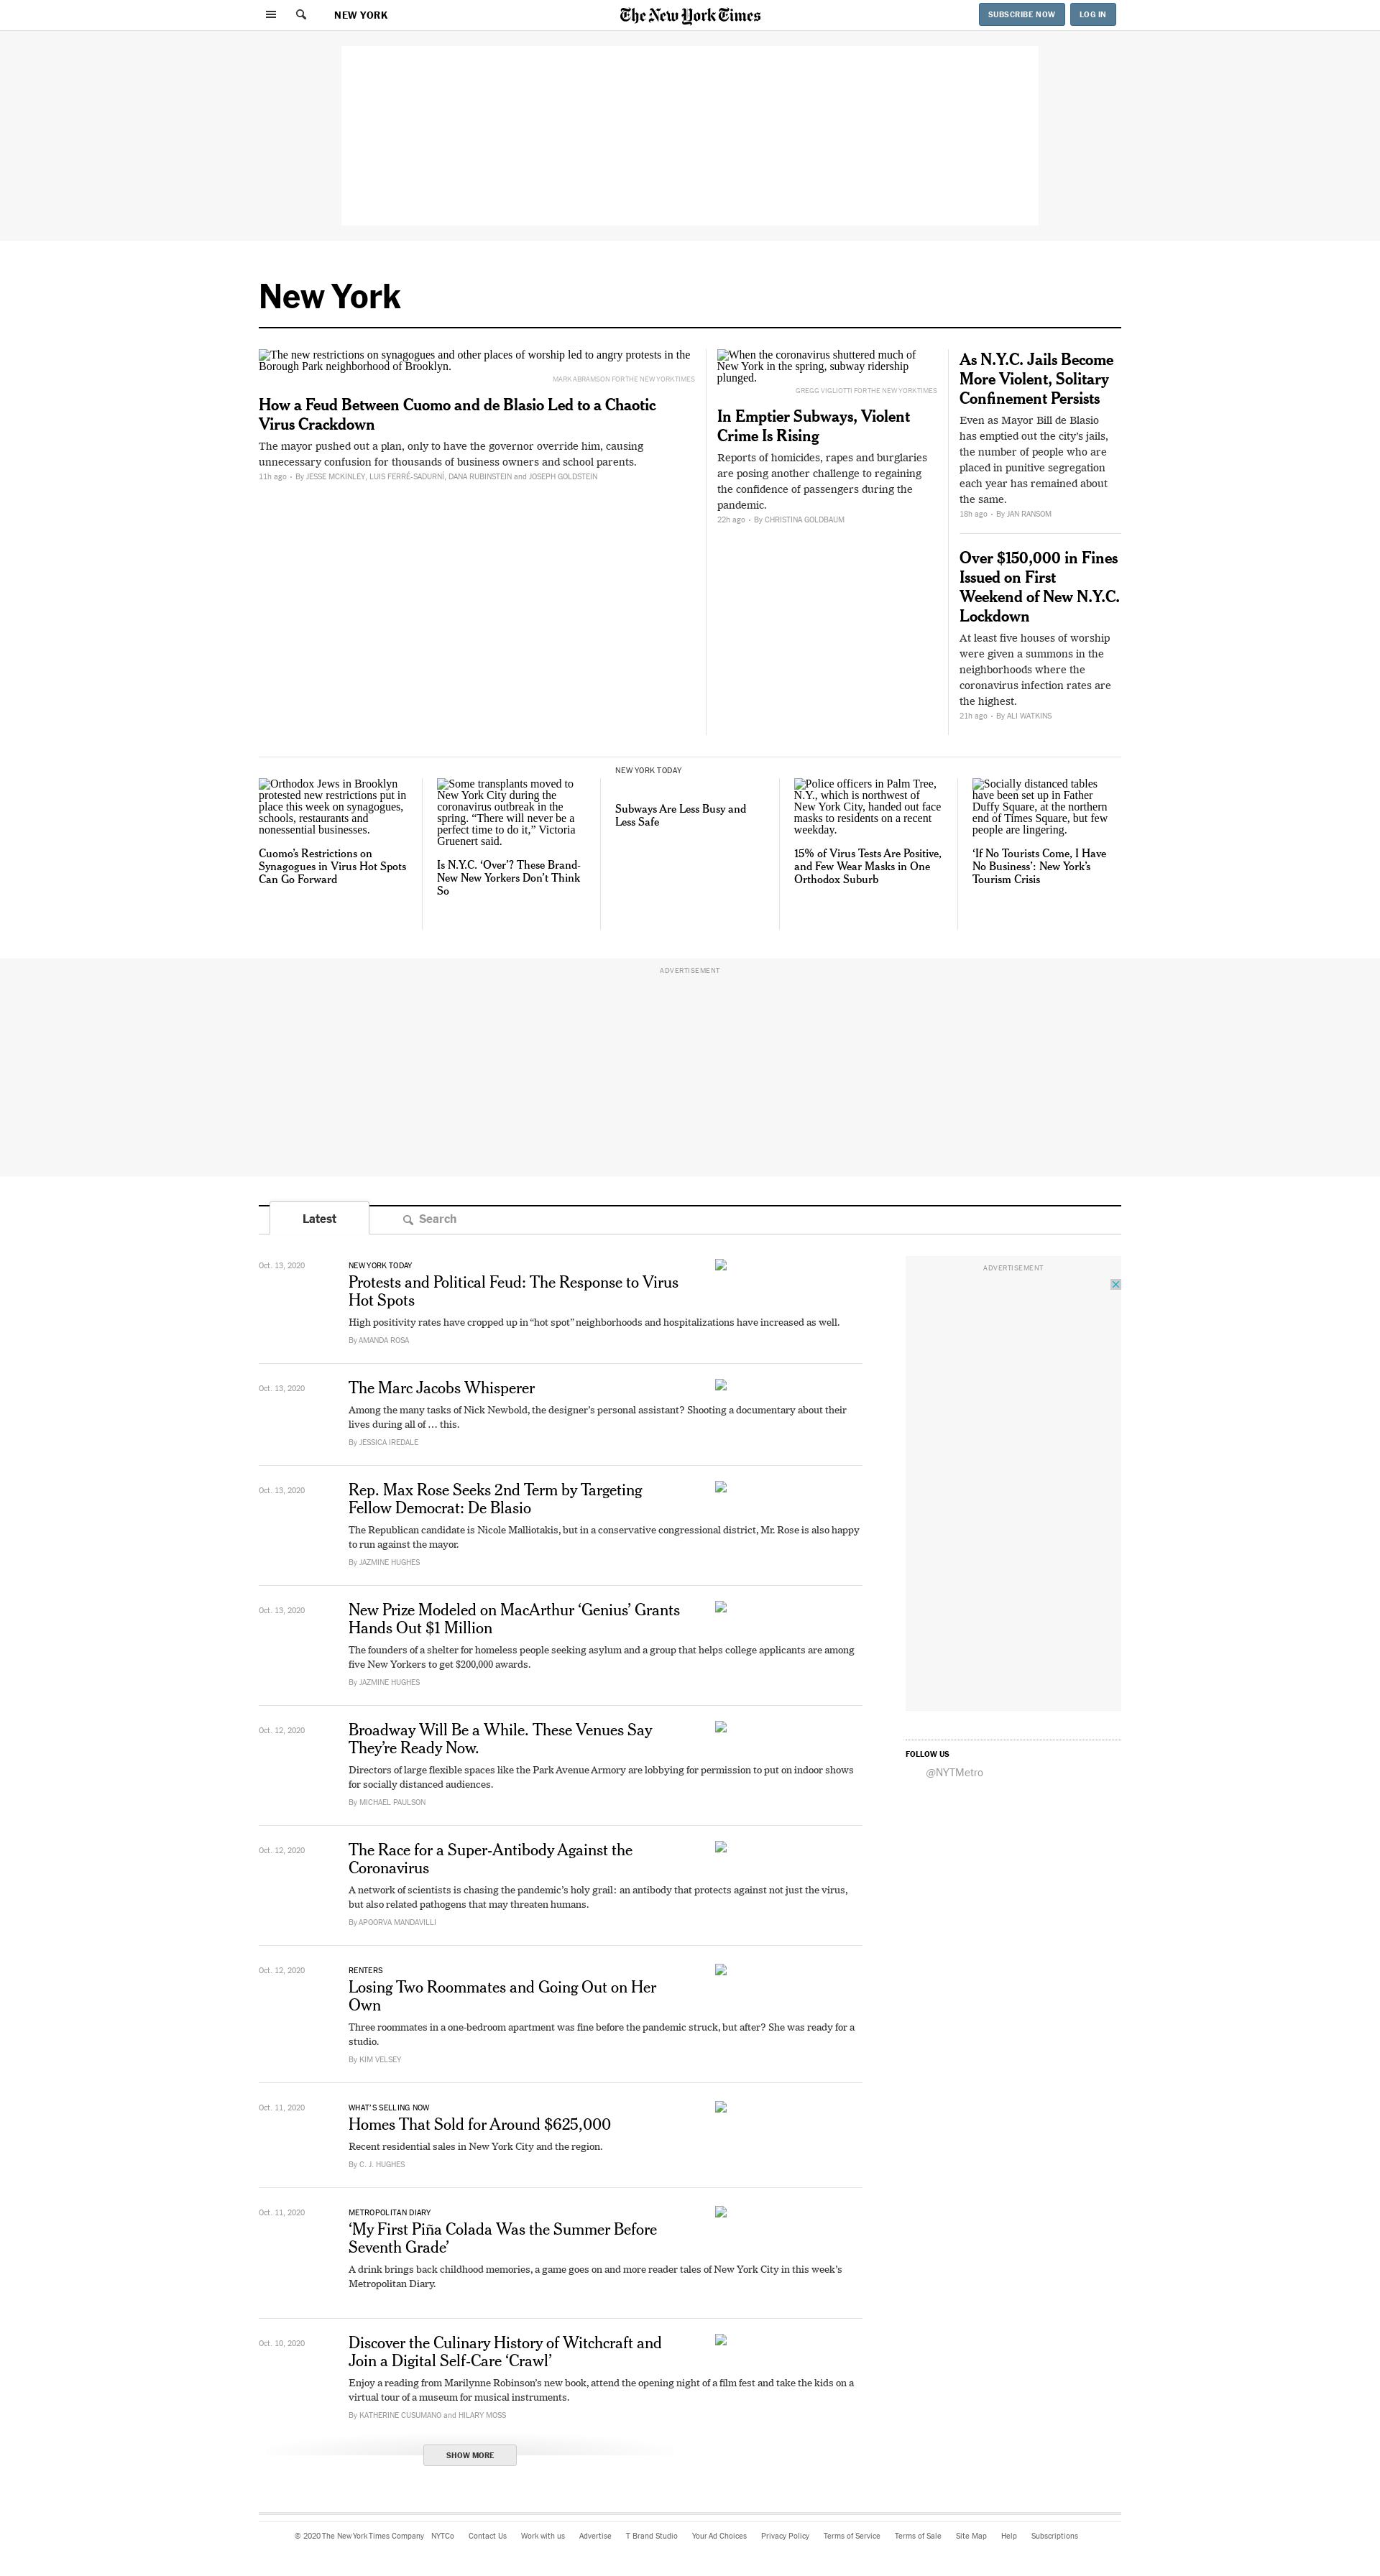 NEW YORK
The New York Times
SUBSCRIBE NOW
LOG IN
New York
The new restrictions on synagogues and other places of worship led to angry protests in the
Borough Park neighborhood of Brooklyn.
MARK ABRAMSON FOR THE NEW YORK TIMES
How a Feud Between Cuomo and de Blasio Led to a Chaotic
Virus Crackdown
The mayor pushed out a plan, only to have the governor override him, causing
unnecessary confusion for thousands of business owners and school parents.
11h ago • By JESSE MCKINLEY, LUIS FERRÉ-SADURNÍ, DANA RUBINSTEIN and JOSEPH GOLDSTEIN
When the coronavirus shuttered much of
New York in the spring, subway ridership
plunged.
GREGG VIGLIOTTI FOR THE NEW YORK TIMES
In Emptier Subways, Violent
Crime Is Rising
Reports of homicides, rapes and burglaries
are posing another challenge to regaining
the confidence of passengers during the
pandemic.
22h ago • By CHRISTINA GOLDBAUM
As N.Y.C. Jails Become
More Violent, Solitary
Confinement Persists
Even as Mayor Bill de Blasio
has emptied out the city's jails,
the number of people who are
placed in punitive segregation
each year has remained about
the same.
18h ago • By JAN RANSOM
Over $150,000 in Fines
Issued on First
Weekend of New N.Y.C.
Lockdown
At least five houses of worship
were given a summons in the
neighborhoods where the
coronavirus infection rates are
the highest.
21h ago • By ALI WATKINS
Orthodox Jews in Brooklyn
protested new restrictions put in
place this week on synagogues,
schools, restaurants and
nonessential businesses.
Cuomo's Restrictions on
Synagogues in Virus Hot Spots
Can Go Forward
Some transplants moved to
New York City during the
coronavirus outbreak in the
spring. “There will never be a
perfect time to do it,” Victoria
Gruenert said.
Is N.Y.C. ‘Over’? These Brand-
New New Yorkers Don't Think
So
NEW YORK TODAY
Subways Are Less Busy and
Less Safe
Police officers in Palm Tree,
N.Y., which is northwest of
New York City, handed out face
masks to residents on a recent
weekday.
15% of Virus Tests Are Positive,
and Few Wear Masks in One
Orthodox Suburb
Socially distanced tables
have been set up in Father
Duffy Square, at the northern
end of Times Square, but few
people are lingering.
‘If No Tourists Come, I Have
No Business’: New York's
Tourism Crisis
ADVERTISEMENT
Latest
Search
Oct. 13, 2020
NEW YORK TODAY
Protests and Political Feud: The Response to Virus
Hot Spots
High positivity rates have cropped up in “hot spot” neighborhoods and hospitalizations have increased as well.
By AMANDA ROSA
Oct. 13, 2020
The Marc Jacobs Whisperer
Among the many tasks of Nick Newbold, the designer's personal assistant? Shooting a documentary about their
lives during all of … this.
By JESSICA IREDALE
Oct. 13, 2020
Rep. Max Rose Seeks 2nd Term by Targeting
Fellow Democrat: De Blasio
The Republican candidate is Nicole Malliotakis, but in a conservative congressional district, Mr. Rose is also happy
to run against the mayor.
By JAZMINE HUGHES
Oct. 13, 2020
New Prize Modeled on MacArthur ‘Genius’ Grants
Hands Out $1 Million
The founders of a shelter for homeless people seeking asylum and a group that helps college applicants are among
five New Yorkers to get $200,000 awards.
By JAZMINE HUGHES
Oct. 12, 2020
Broadway Will Be a While. These Venues Say
They're Ready Now.
Directors of large flexible spaces like the Park Avenue Armory are lobbying for permission to put on indoor shows
for socially distanced audiences.
By MICHAEL PAULSON
Oct. 12, 2020
The Race for a Super-Antibody Against the
Coronavirus
A network of scientists is chasing the pandemic's holy grail: an antibody that protects against not just the virus,
but also related pathogens that may threaten humans.
By APOORVA MANDAVILLI
Oct. 12, 2020
RENTERS
Losing Two Roommates and Going Out on Her
Own
Three roommates in a one-bedroom apartment was fine before the pandemic struck, but after? She was ready for a
studio.
By KIM VELSEY
Oct. 11, 2020
WHAT'S SELLING NOW
Homes That Sold for Around $625,000
Recent residential sales in New York City and the region.
By C. J. HUGHES
Oct. 11, 2020
METROPOLITAN DIARY
‘My First Piña Colada Was the Summer Before
Seventh Grade’
A drink brings back childhood memories, a game goes on and more reader tales of New York City in this week's
Metropolitan Diary.
Oct. 10, 2020
Discover the Culinary History of Witchcraft and
Join a Digital Self-Care ‘Crawl’
Enjoy a reading from Marilynne Robinson's new book, attend the opening night of a film fest and take the kids on a
virtual tour of a museum for musical instruments.
By KATHERINE CUSUMANO and HILARY MOSS
SHOW MORE
ADVERTISEMENT
FOLLOW US
@NYTMetro
© 2020 The New York Times Company NYTCo Contact Us Work with us Advertise T Brand Studio Your Ad Choices Privacy Policy Terms of Service Terms of Sale Site Map Help Subscriptions